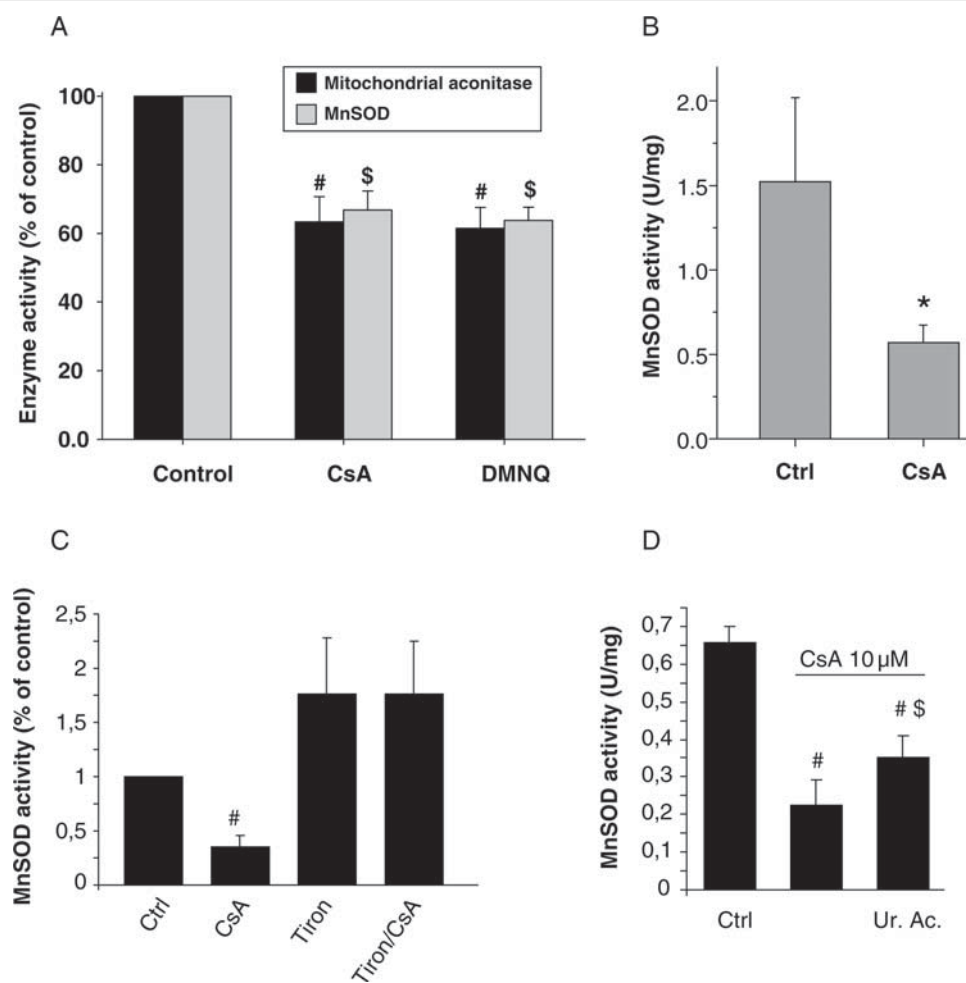 A
Mitochondrial aconitase
MnSOD
Enzyme activity (% of control)
100
80
60
40
20
0.0
#
$
#
$
Control
CsA
DMNQ
B
MnSOD activity (U/mg)
2.0
1.5
1.0
0.5
0.0
*
Ctrl
CsA
C
MnSOD activity (% of control)
2,5
2
1,5
1
0,5
0
#
Ctrl
CsA
Tiron
Tiron/CsA
D
MnSOD activity (U/mg)
0,7
0,6
0,5
0,4
0,3
0,2
0,1
0
CsA 10 µM
#
# $
Ctrl
Ur. Ac.